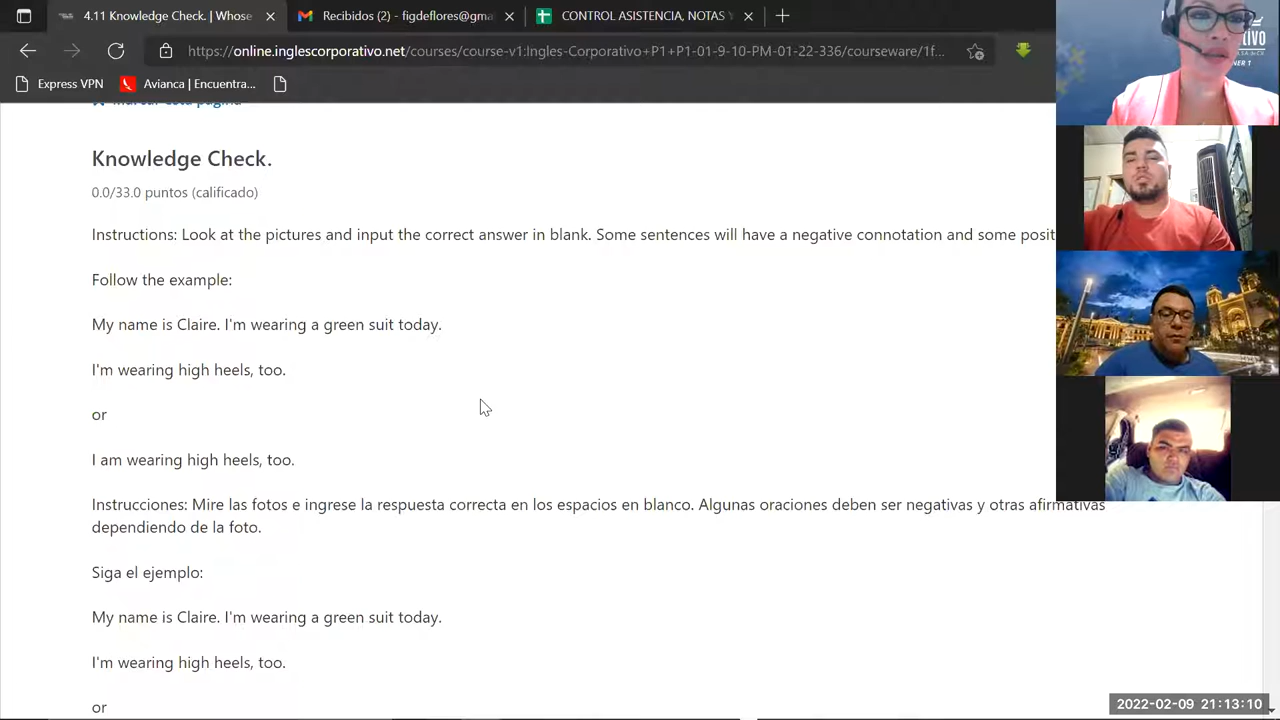 4.11 Knowledge Check. | Whose
Recibidos (2) - figdeflores@gma
CONTROL ASISTENCIA, NOTAS Y
https://online.inglescorporativo.net/courses/course-v1:Ingles-Corporativo+P1+P1-01-9-10-PM-01-22-336/courseware/1f...
Express VPN
Avianca | Encuentra...
Marcar esta página
Knowledge Check.
0.0/33.0 puntos (calificado)
Instructions: Look at the pictures and input the correct answer in blank. Some sentences will have a negative connotation and some posit
Follow the example:
My name is Claire. I'm wearing a green suit today.
I'm wearing high heels, too.
or
I am wearing high heels, too.
Instrucciones: Mire las fotos e ingrese la respuesta correcta en los espacios en blanco. Algunas oraciones deben ser negativas y otras afirmativas
dependiendo de la foto.
Siga el ejemplo:
My name is Claire. I'm wearing a green suit today.
I'm wearing high heels, too.
or
2022-02-09 21:13:10